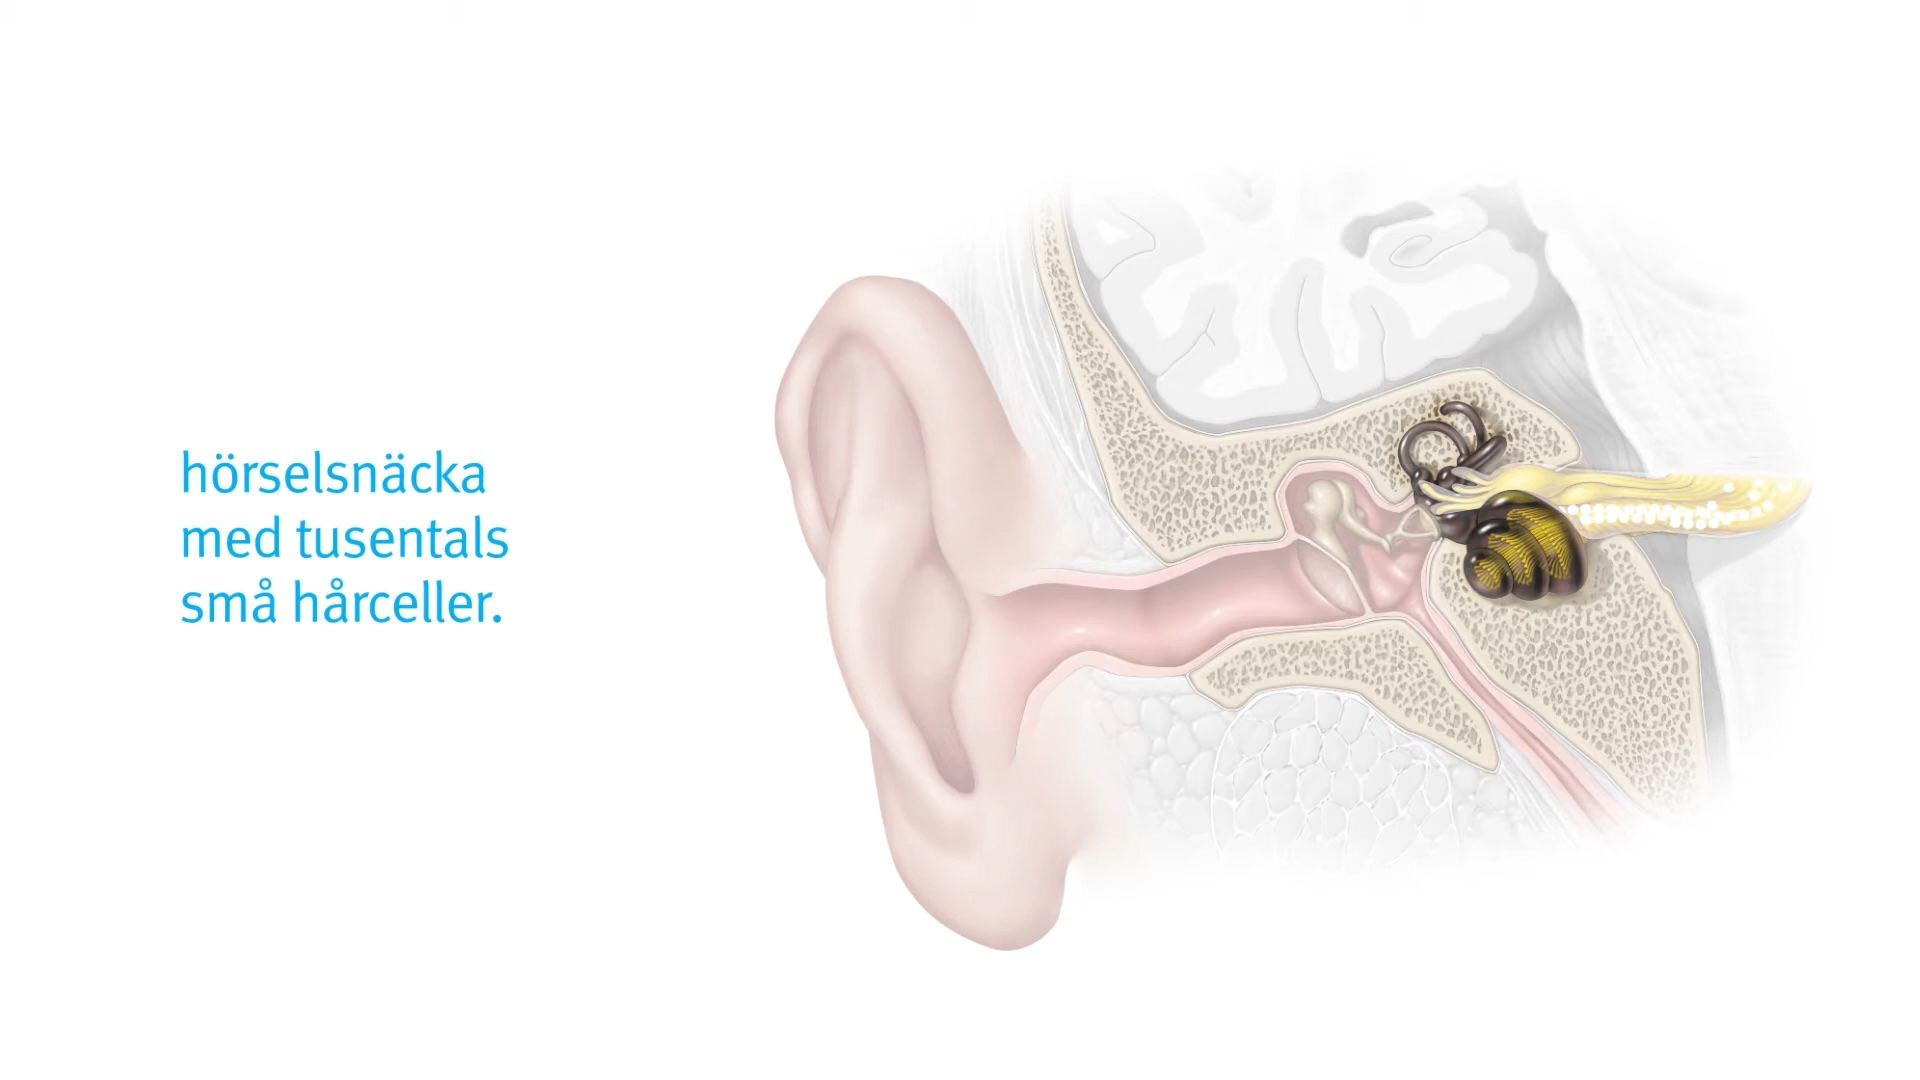 hörselsnäcka
med tusentals
små hårceller.